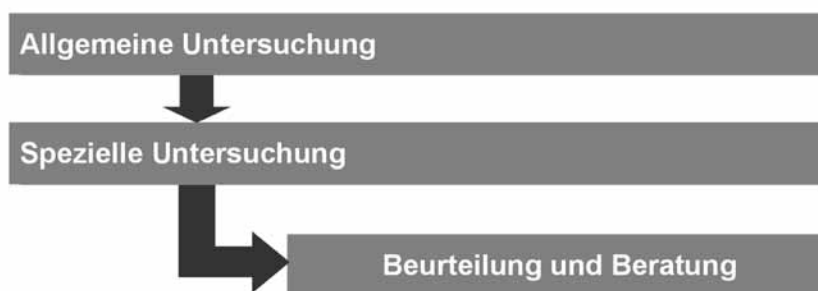 Allgemeine Untersuchung
Spezielle Untersuchung
Beurteilung und Beratung